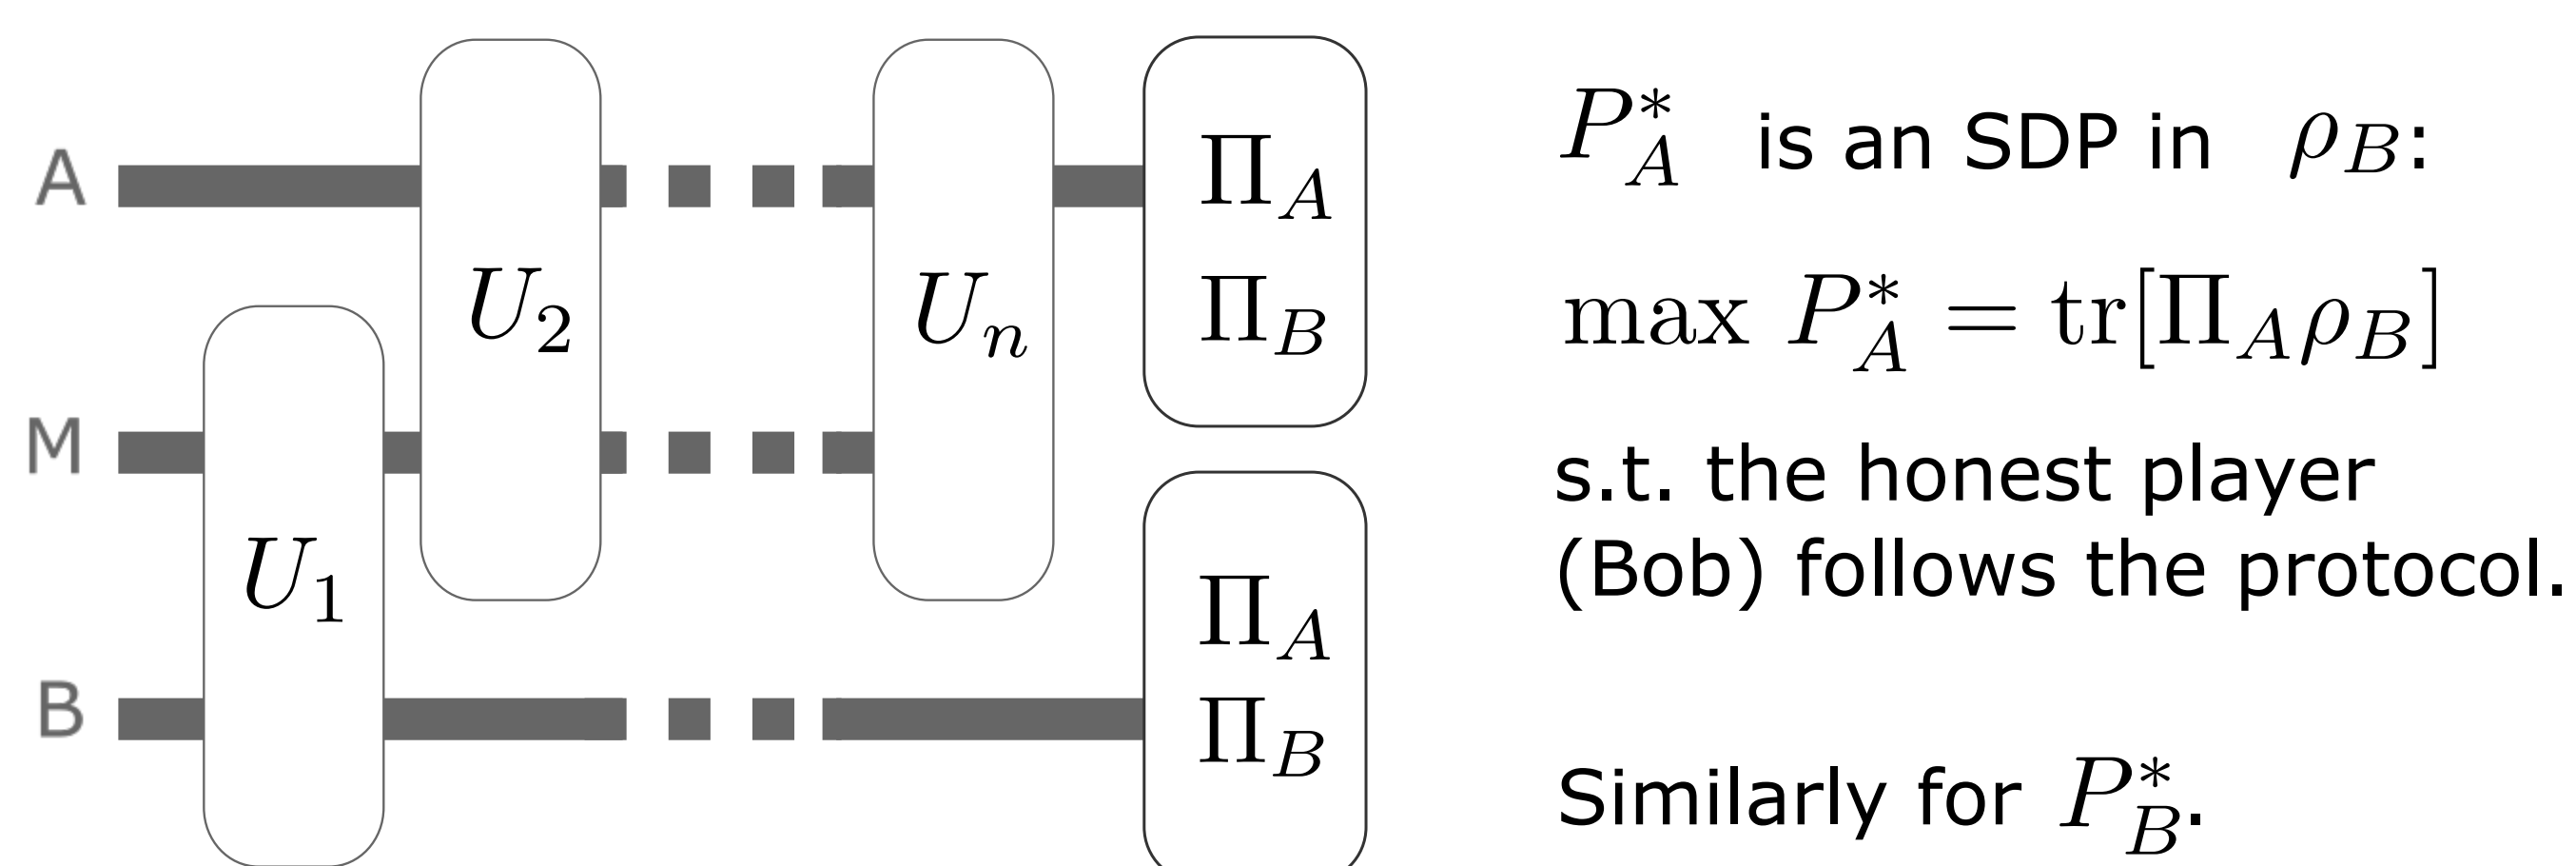 A
M
B
U_1
U_2
U_n
Π_A
Π_B
Π_A
Π_B
P_A^* is an SDP in ρ_B:
max P_A^* = tr[Π_A ρ_B]
s.t. the honest player
(Bob) follows the protocol.
Similarly for P_B^*.